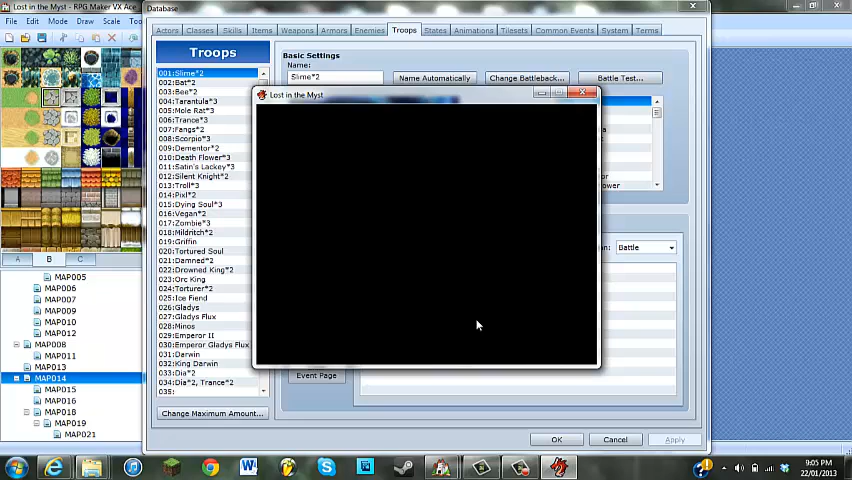 Lost in the Myst - RPG Maker VX Ace
Database
File Edit Mode Draw Scale
Actors Classes Skills Items Weapons Armors Enemies Troops States Animations Tilesets Common Events System Terms
Troops
Basic Settings
Name:
Slime*2
Name Automatically
Change Battleback...
Battle Test...
001:Slime*2
002:Bat*2
003:Bee*2
004:Tarantula*3
005:Mole Rat*3
006:Trance*3
007:Fangs*2
008:Scorpio*3
009:Dementor*2
010:Death Flower*3
011:Satin's Lackey*3
012:Silent Knight*2
013:Troll*3
014:Pixl*2
015:Dying Soul*3
016:Vegan*2
017:Zombie*3
018:Mildritch*2
019:Griffin
020:Tortured Soul
021:Damned*2
022:Drowned King*2
023:Orc King
024:Torturer*2
025:Ice Fiend
026:Gladys
027:Gladys Flux
028:Minos
029:Emperor II
030:Emperor Gladys Flux
031:Darwin
032:King Darwin
033:Dia*2
034:Dia*2, Trance*2
035:
Change Maximum Amount...
Lost in the Myst
ower
on:
Battle
Event Page
OK
Cancel
Apply
A B C
MAP005
MAP006
MAP007
MAP009
MAP010
MAP012
MAP008
MAP011
MAP013
MAP014
MAP015
MAP016
MAP018
MAP019
MAP021
9:05 PM
22/01/2013